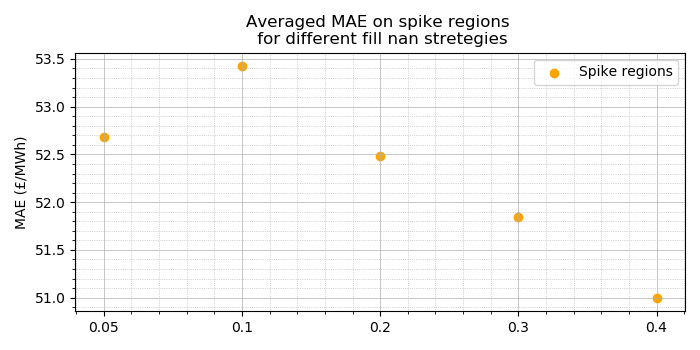 Averaged MAE on spike regions
for different fill nan stretegies
Spike regions
MAE (£/MWh)
53.5
53.0
52.5
52.0
51.5
51.0
0.05
0.1
0.2
0.3
0.4